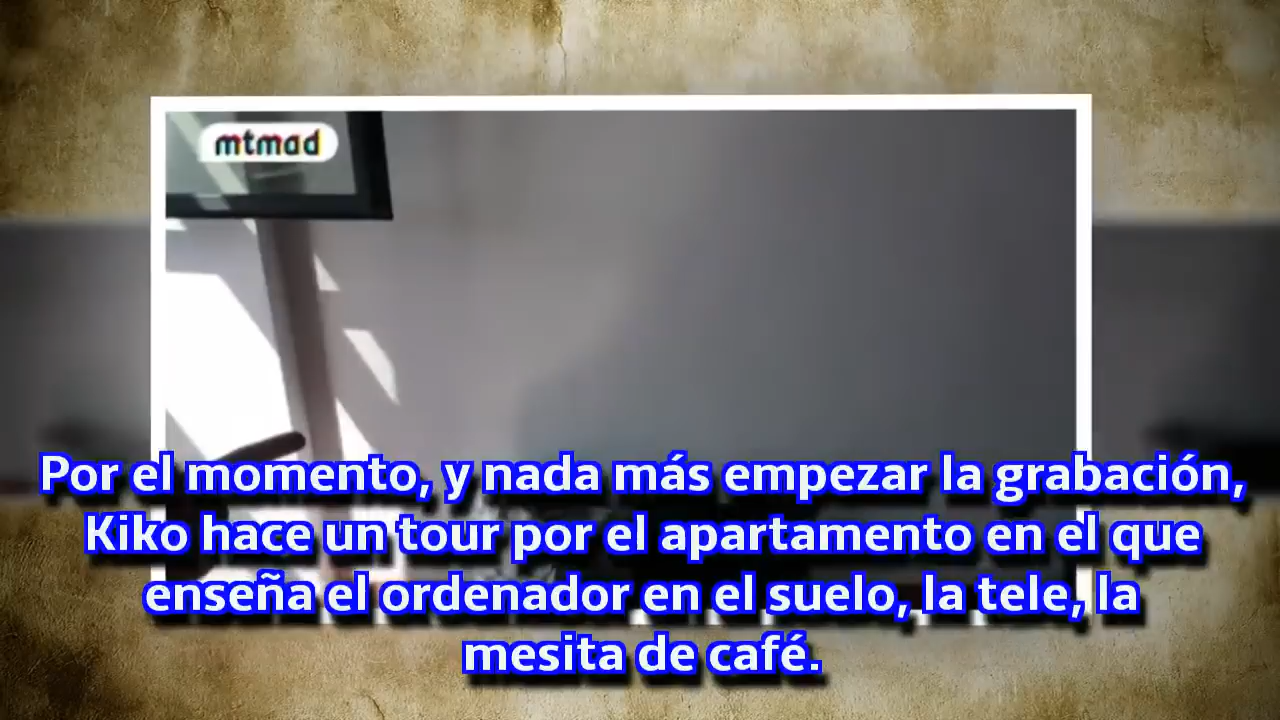 mtmad
Por el momento, y nada más empezar la grabación,
Kiko hace un tour por el apartamento en el que
enseña el ordenador en el suelo, la tele, la
mesita de café.